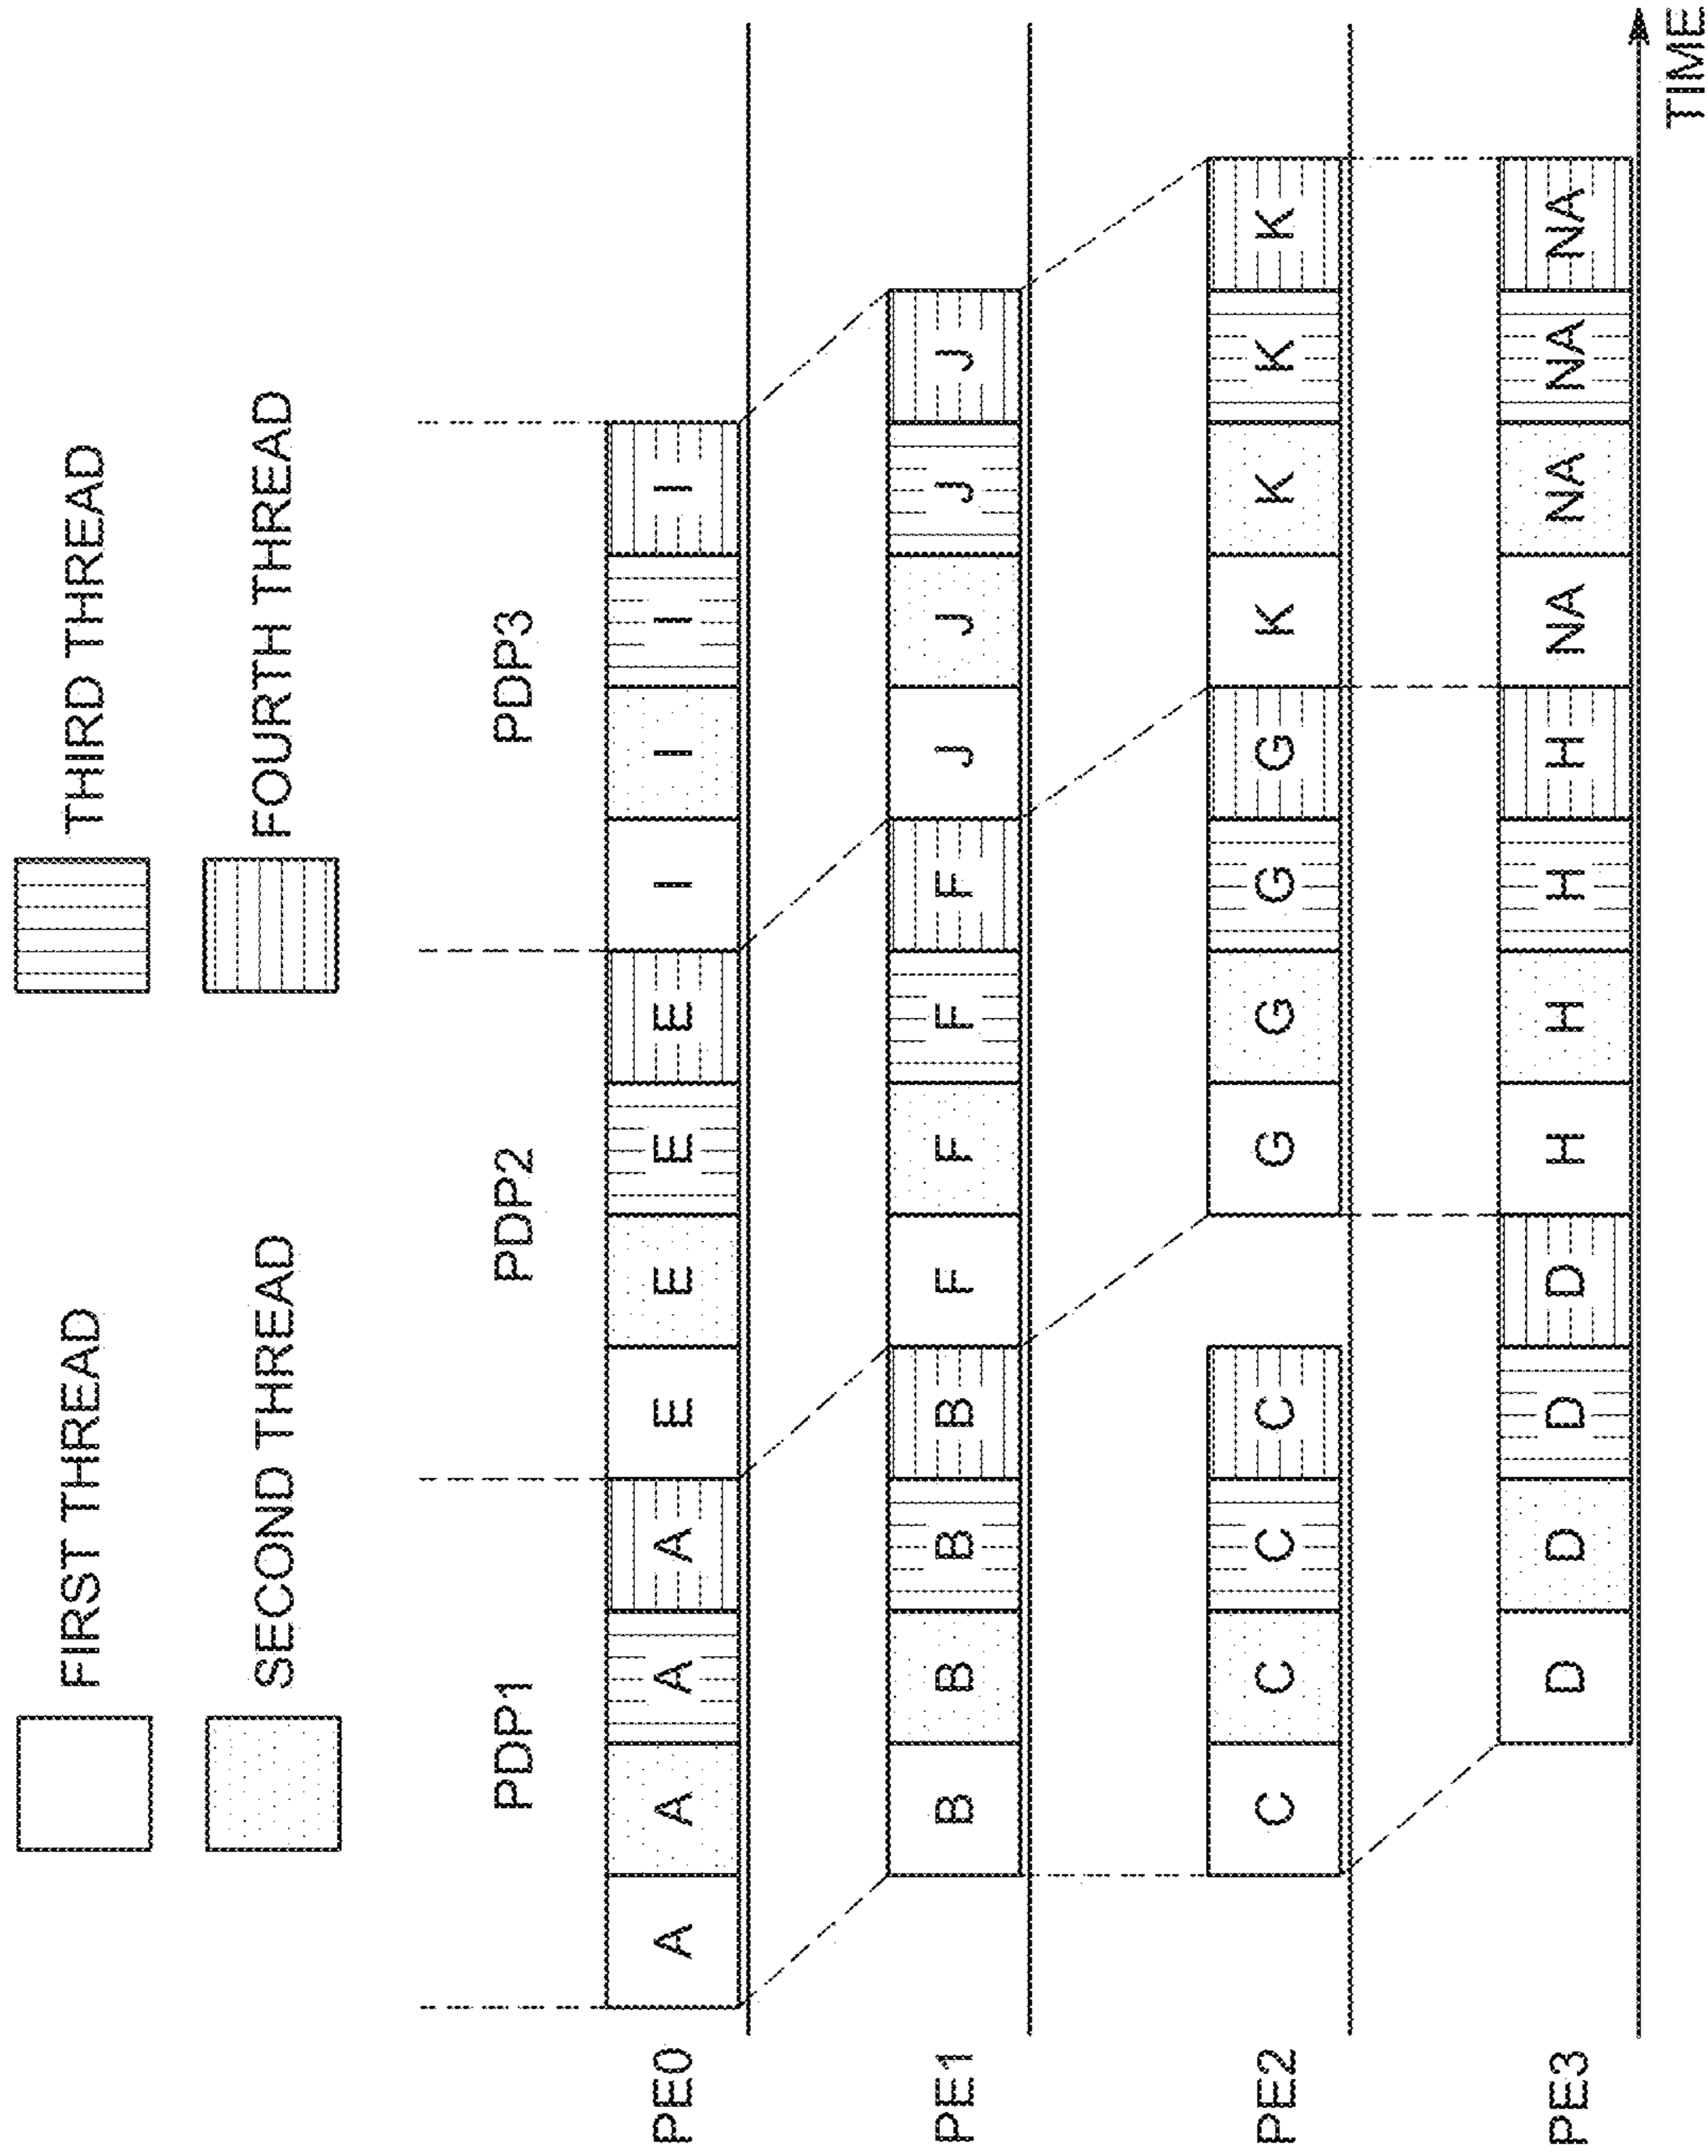 FIRST THREAD
THIRD THREAD
SECOND THREAD
FOURTH THREAD
PDP1 PDP2 PDP3
PE0 A A A A E E E E I I I I
PE1 B B B B F F F F J J J J
PE2 C C C C G G G G K K K K
PE3 D D D D H H H H NA NA NA NA
TIME